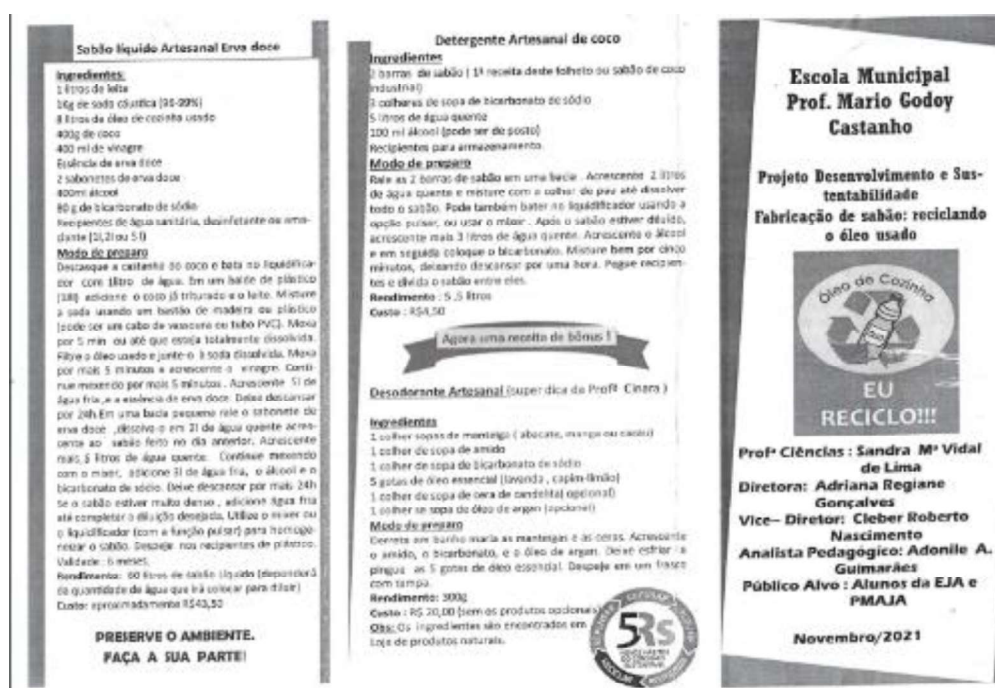 Sabão líquido Artesanal Erva doce
Ingredientes:
1 litros de leite
de soda cáustica (96-99%)
8 litros de óleo de cozinha usado
400g de coco
400 ml de vinagre
Essência de erva doce
2 sabonetes de erva doce
400ml álcool
80 g de bicarbonato de sódio
Recipientes de água sanitária, desinfetante ou ama-
ciante (1l,2l ou 5 l)
Modo de preparo
Descasque a castanha do coco e bata no liquidifica-
dor com 1litro de água. Em um balde de plástico
(18l) adicione o coco já triturado e o leite. Misture
a soda usando um bastão de madeira ou plástico
(pode ser um cabo de vassoura ou tubo PVC). Mexa
por 5 min ou até que esteja totalmente dissolvida.
Filtre o óleo usado e junte-o à soda dissolvida. Mexa
por mais 5 minutos e acrescente o vinagre. Conti-
nue mexendo por mais 5 minutos . Acrescente 5l de
água fria ,e a essência de erva doce. Deixe descansar
por 24h Em uma bacia pequena rale o sabonete de
erva doce ,dissolva-o em 2l de água quente acres-
cente ao sabão feito no dia anterior. Acrescente
mais 5 litros de água quente. Continue mexendo
com o mixer, adicione 3l de água fria, o álcool e o
bicarbonato de sódio. Deixe descansar por mais 24h
se o sabão estiver muito denso , adicione água fria
até completar a diluição desejada. Utilize o mixer ou
o liquidificador (com a função pulsar) para homoge-
neizar o sabão. Despeje nos recipientes de plástico.
Validade : 6 meses.
Rendimento: 60 litros de sabão líquido (dependerá
da quantidade de água que irá colocar para diluir)
Custo: aproximadamente R$43,50
PRESERVE O AMBIENTE.
FAÇA A SUA PARTE!
Detergente Artesanal de coco
Ingredientes
2 barras de sabão ( 1ª receita deste folheto ou sabão de coco
industrial)
3 colheres de sopa de bicarbonato de sódio
5 litros de água quente
100 ml álcool (pode ser de posto)
Recipientes para armazenamento
Modo de preparo
Rale as 2 barras de sabão em uma bacia . Acrescente 2 litros
de água quente e misture com a colher de pau até dissolver
todo o sabão. Pode também bater no liquidificador usando a
opção pulsar, ou usar o mixer . Após o sabão estiver diluído,
acrescente mais 3 litros de água quente. Acrescente o álcool
e em seguida coloque o bicarbonato. Misture bem por cinco
minutos, deixando descansar por uma hora. Pegue recipien-
tes e divida o sabão entre eles.
Rendimento : 5 ,5 litros
Custo : R$4,50
Agora uma receita de bônus !
Desodorante Artesanal (super dica da Profª Cinara )
Ingredientes
1 colher sopas de manteiga ( abacate, manga ou cacau)
1 colher de sopa de amido
1 colher de sopa de bicarbonato de sódio
5 gotas de óleo essencial (lavanda , capim-limão)
1 colher de sopa de cera de candelila( opcional)
1 colher se sopa de óleo de argan (opcional)
Modo de preparo
Derreta em banho maria as manteigas e as ceras. Acrescente
o amido, o bicarbonato, e o óleo de argan. Deixe esfriar e
pingue as 5 gotas de óleo essencial. Despeje em um frasco
com tampa.
Rendimento: 300g
Custo : R$ 20,00 (sem os produtos opcionais)
Obs: Os ingredientes são encontrados em
Loja de produtos naturais.
5Rs
Escola Municipal
Prof. Mario Godoy
Castanho
Projeto Desenvolvimento e Sus-
tentabilidade
Fabricação de sabão: reciclando
o óleo usado
Óleo de Cozinha
EU
RECICLO!!!
Profª Ciências : Sandra Mª Vidal
de Lima
Diretora: Adriana Regiane
Gonçalves
Vice– Diretor: Cleber Roberto
Nascimento
Analista Pedagógico: Adonile A.
Guimarães
Público Alvo : Alunos da EJA e
PMAJA
Novembro/2021